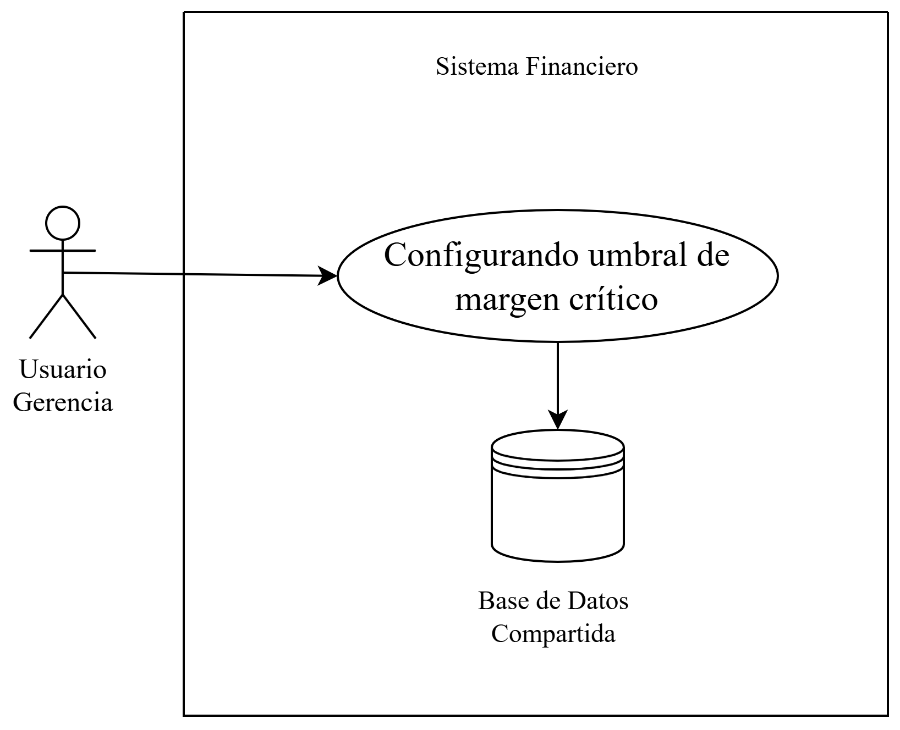 Sistema Financiero
Configurando umbral de
margen crítico
Usuario
Gerencia
Base de Datos
Compartida